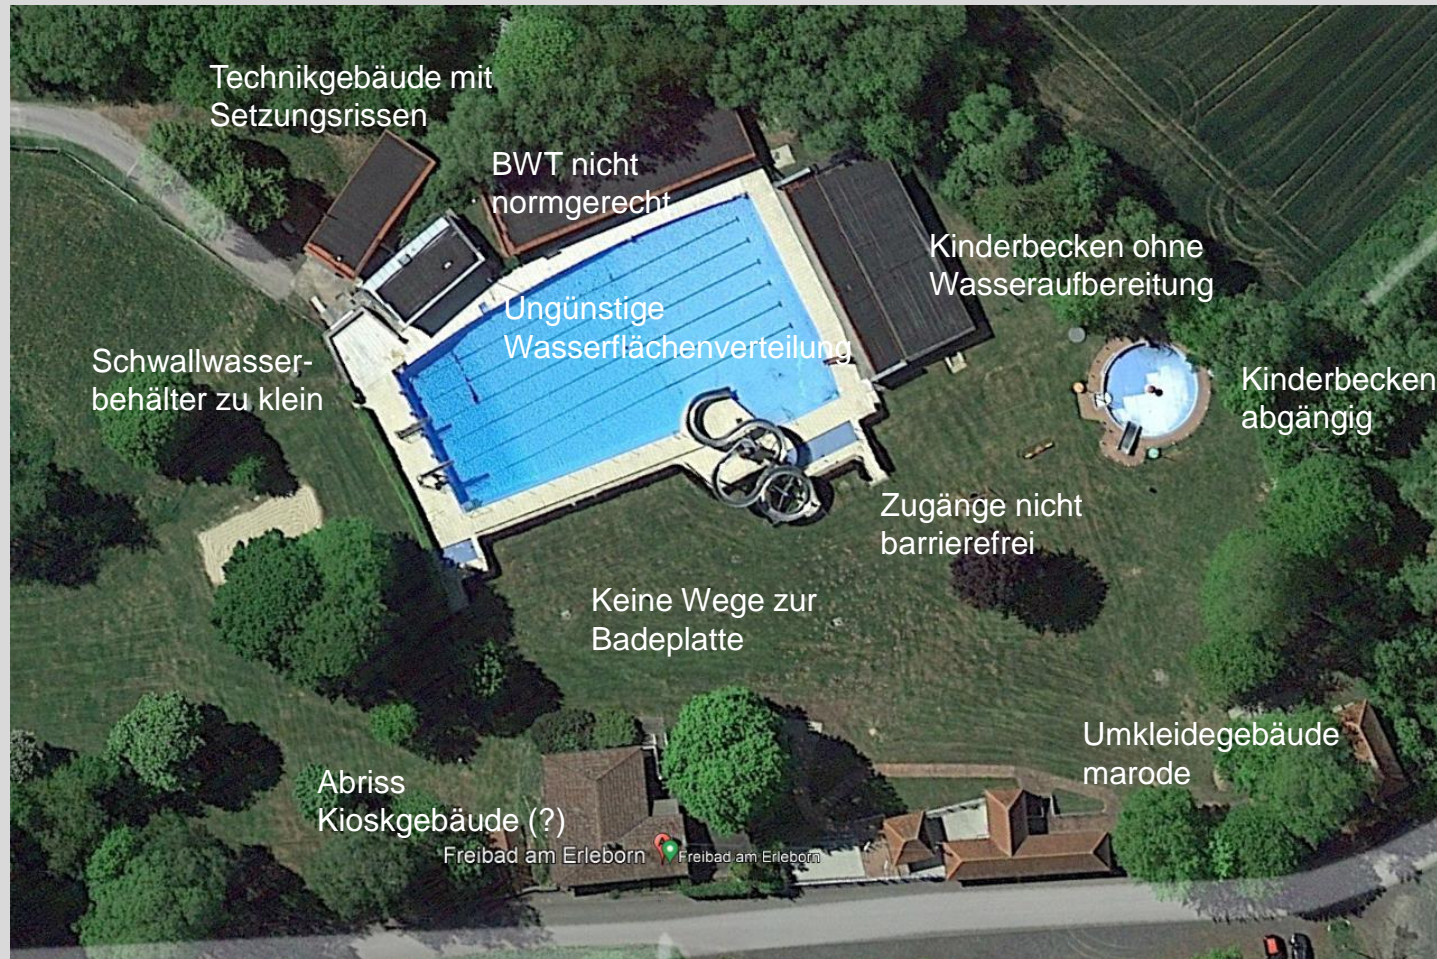 Technikgebäude mit
Setzungsrissen
BWT nicht
normgerecht
Kinderbecken ohne
Wasseraufbereitung
Ungünstige
Wasserflächenverteilung
Schwallwasser-
behälter zu klein
Kinderbecken
abgängig
Zugänge nicht
barrierefrei
Keine Wege zur
Badeplatte
Umkleidegebäude
marode
Abriss
Kioskgebäude (?)
Freibad am Erleborn
Freibad am Erleborn